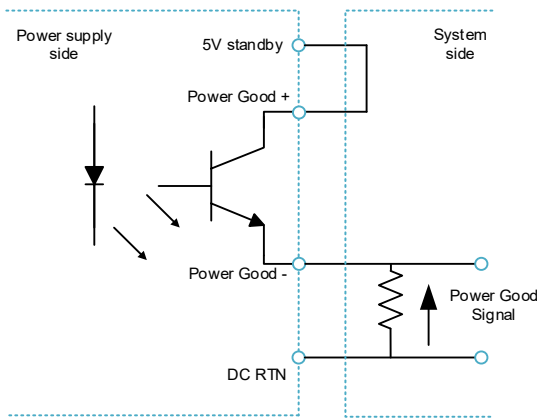 Power supply
side
5V standby
System
side
Power Good +
Power Good -
Power Good
Signal
DC RTN